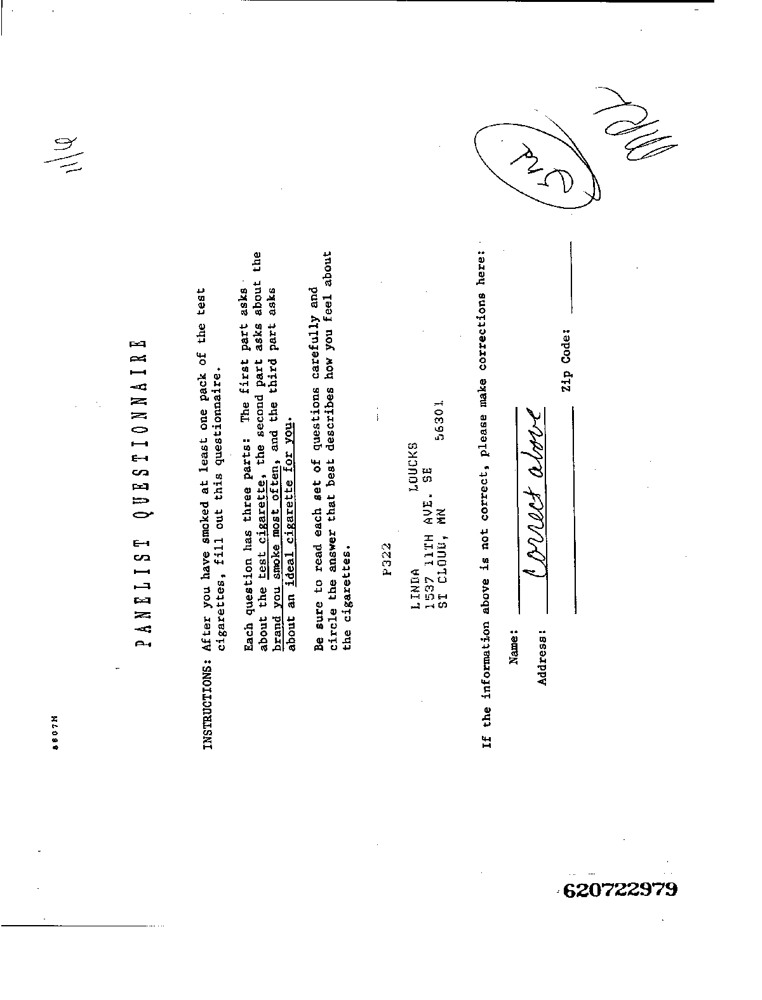 8607M
11/6
PANELIST QUESTIONNAIRE
INSTRUCTIONS: After you have smoked at least one pack of the test
cigarettes, fill out this questionnaire.
Each question has three parts: The first part asks
about the test cigarette, the second part asks about the
brand you smoke most often, and the third part asks
about an ideal cigarette for you.
Be sure to read each set of questions carefully and
circle the answer that best describes how you feel about
the cigarettes.
P322
LINDA LOUCKS
1537 11TH AVE. SE
ST CLOUD, MN 56301
If the information above is not correct, please make corrections here:
Name:
Address: correct above
Zip Code:
620722979